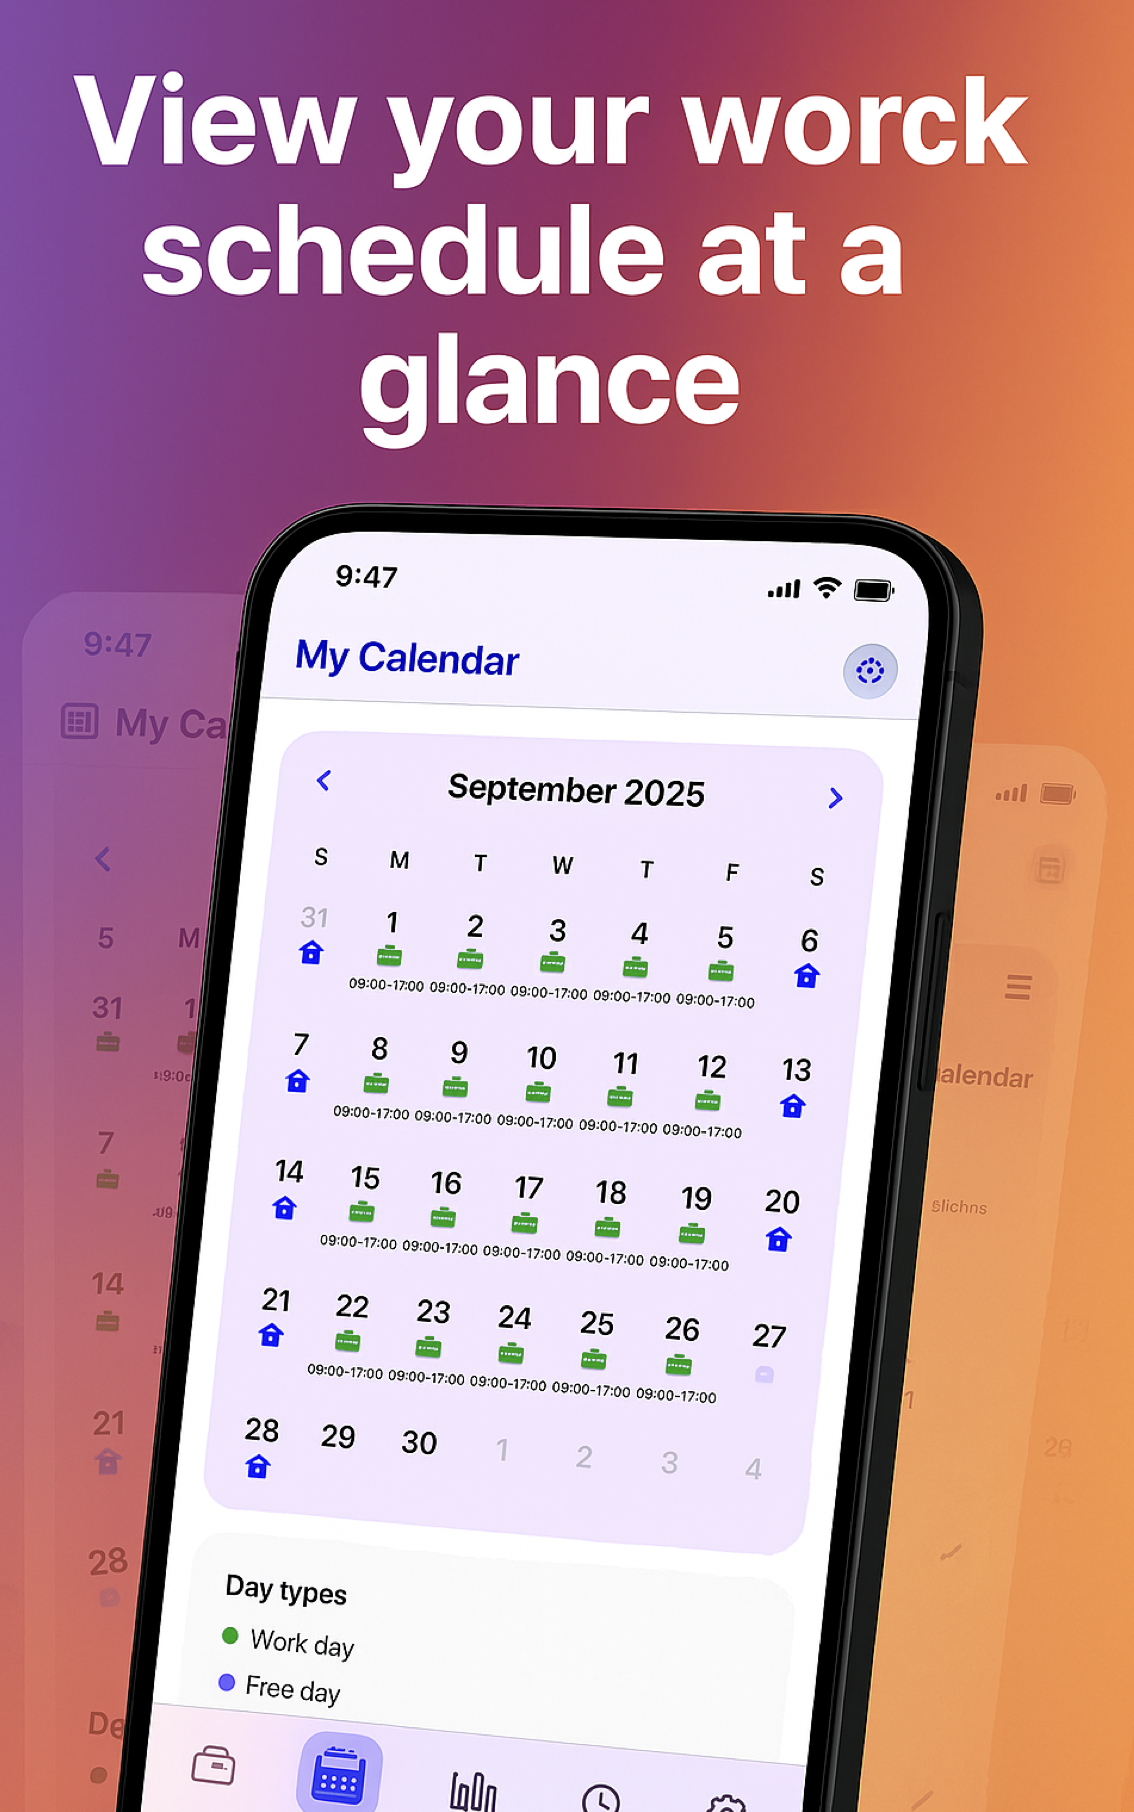 View your worck
schedule at a
glance
9:47
My Calendar
September 2025
S M T W T F S
31 1 2 3 4 5 6
09:00-17:00 09:00-17:00 09:00-17:00 09:00-17:00 09:00-17:00
7 8 9 10 11 12 13
09:00-17:00 09:00-17:00 09:00-17:00 09:00-17:00 09:00-17:00
14 15 16 17 18 19 20
09:00-17:00 09:00-17:00 09:00-17:00 09:00-17:00 09:00-17:00
21 22 23 24 25 26 27
09:00-17:00 09:00-17:00 09:00-17:00 09:00-17:00 09:00-17:00
28 29 30 1 2 3 4
Day types
Work day
Free day
9:47
My Ca
5 M
31 1
7
14
21
28
De
alendar